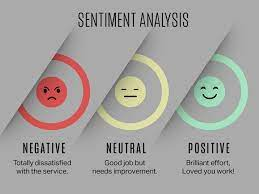 SENTIMENT ANALYSIS
NEGATIVE
Totally dissatisfied
with the service.
NEUTRAL
Good job but
needs improvement.
POSITIVE
Brilliant effort,
Loved you work!